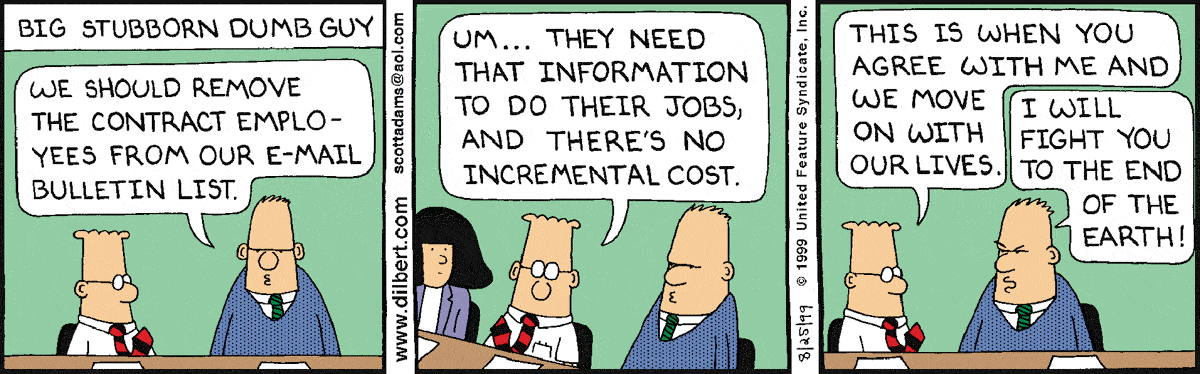 BIG STUBBORN DUMB GUY
WE SHOULD REMOVE
THE CONTRACT EMPLO-
YEES FROM OUR E-MAIL
BULLETIN LIST.
www.dilbert.com scottadams@aol.com
UM... THEY NEED
THAT INFORMATION
TO DO THEIR JOBS,
AND THERE'S NO
INCREMENTAL COST.
8/25/99 © 1999 United Feature Syndicate, Inc.
THIS IS WHEN YOU
AGREE WITH ME AND
WE MOVE
ON WITH
OUR LIVES.
I WILL
FIGHT YOU
TO THE END
OF THE
EARTH!